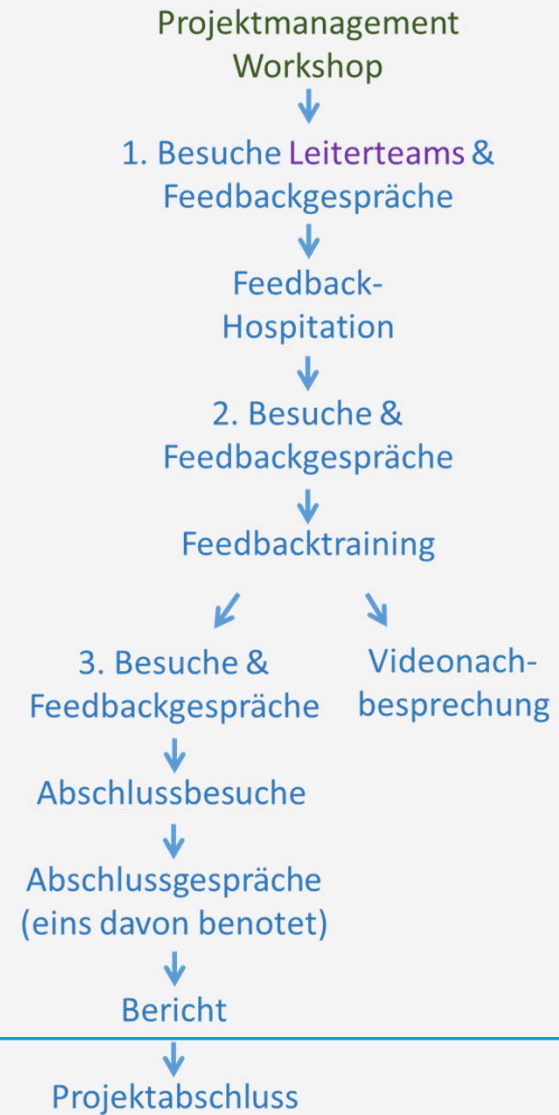 Projektmanagement
Workshop
1. Besuche Leiterteams &
Feedbackgespräche
Feedback-
Hospitation
2. Besuche &
Feedbackgespräche
Feedbacktraining
3. Besuche &
Feedbackgespräche
Videonach-
besprechung
Abschlussbesuche
Abschlussgespräche
(eins davon benotet)
Bericht
Projektabschluss